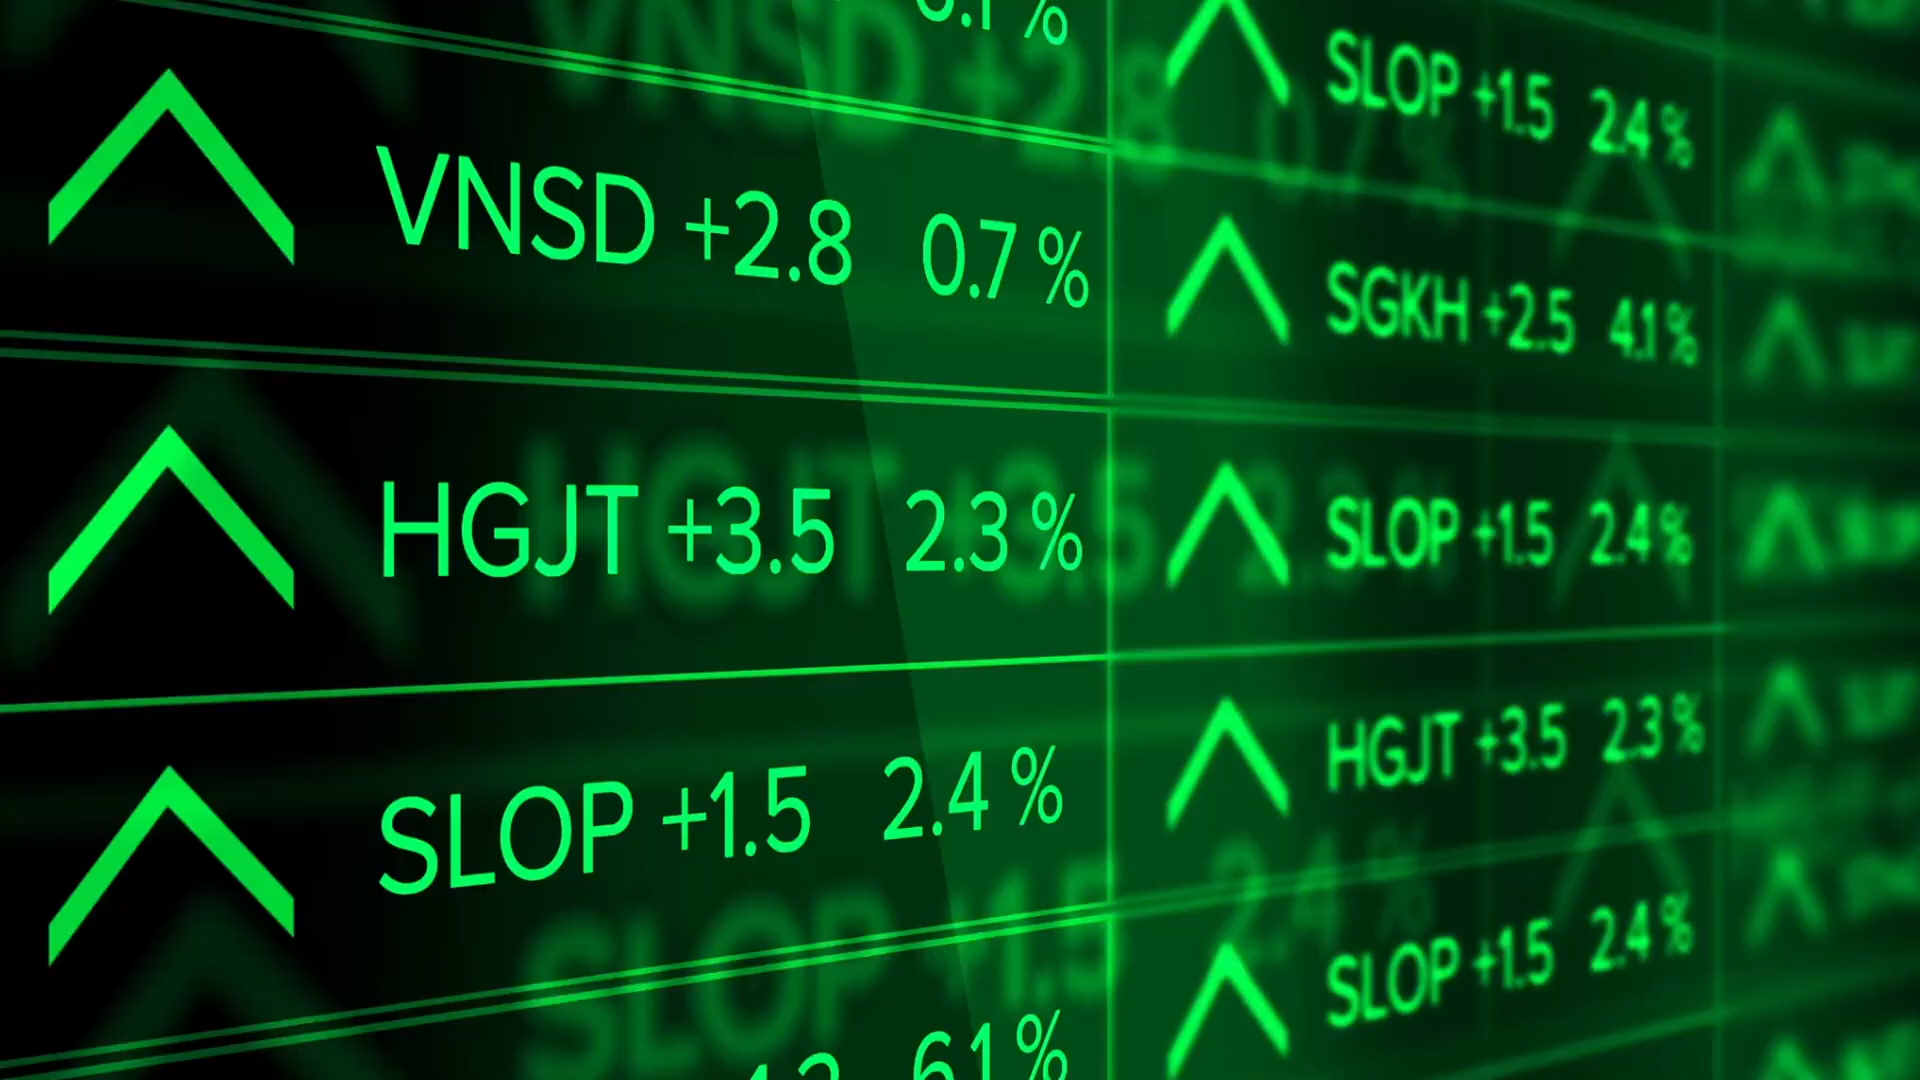 VNSD +2.8 0.7 %
HGJT +3.5 2.3 %
SLOP +1.5 2.4 %
SLOP +1.5 2.4 %
SGKH +2.5 4.1 %
SLOP +1.5 2.4 %
HGJT +3.5 2.3 %
SLOP +1.5 2.4 %